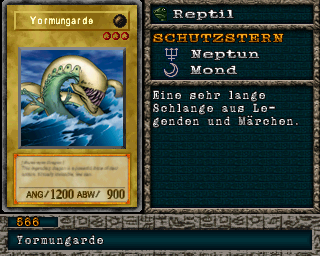 Yormungarde
ANG/ 1200 ABW/ 900
Reptil
SCHUTZSTERN
Neptun
Mond
Eine sehr lange
Schlange aus Le-
genden und Märchen.
566
Yormungarde